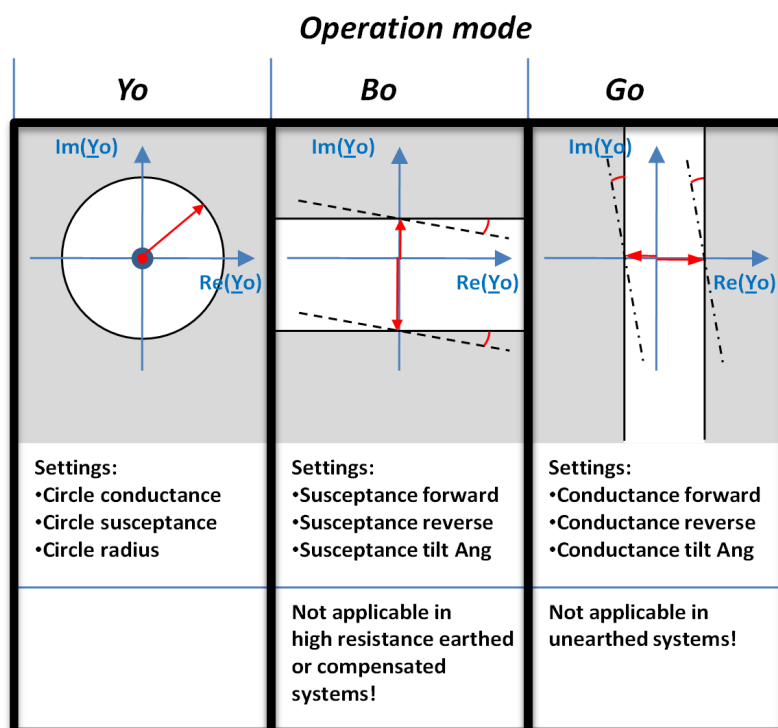 Operation mode
Yo
Bo
Go
Im(Yo)
Re(Yo)
Im(Yo)
Re(Yo)
Im(Yo)
Re(Yo)
Settings:
•Circle conductance
•Circle susceptance
•Circle radius
Settings:
•Susceptance forward
•Susceptance reverse
•Susceptance tilt Ang
Settings:
•Conductance forward
•Conductance reverse
•Conductance tilt Ang
Not applicable in
high resistance earthed
or compensated
systems!
Not applicable in
unearthed systems!